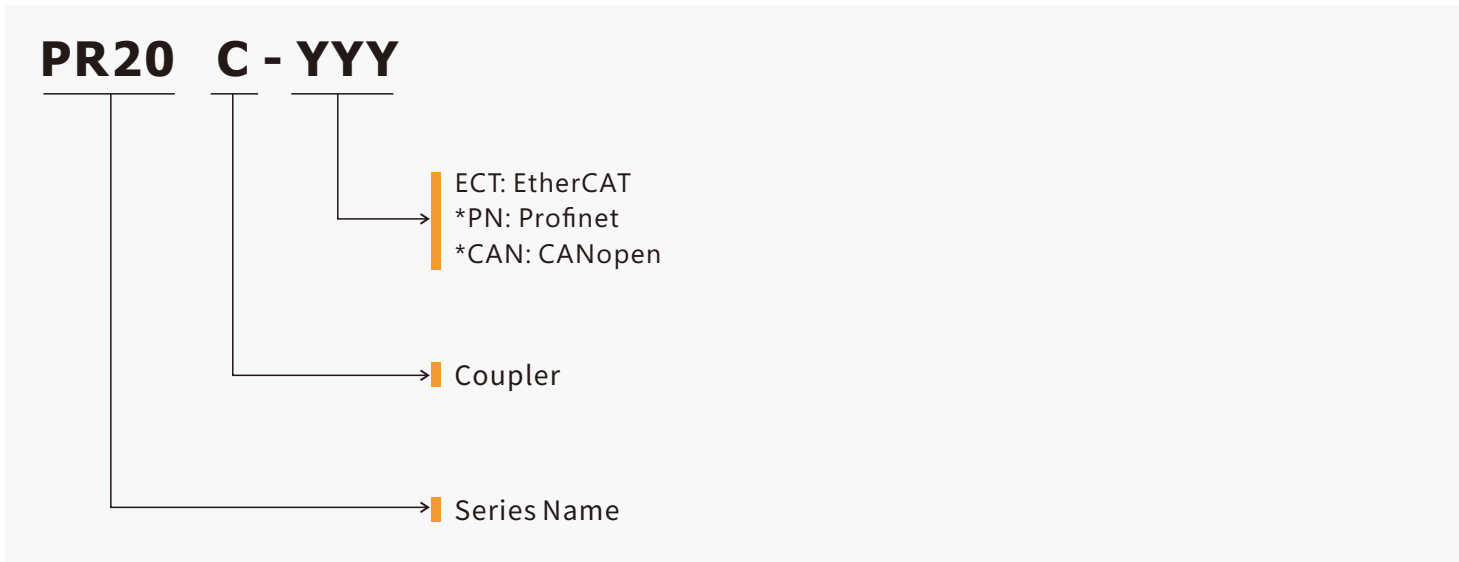 PR20 C - YYY
ECT: EtherCAT
*PN: Profinet
*CAN: CANopen
Coupler
Series Name